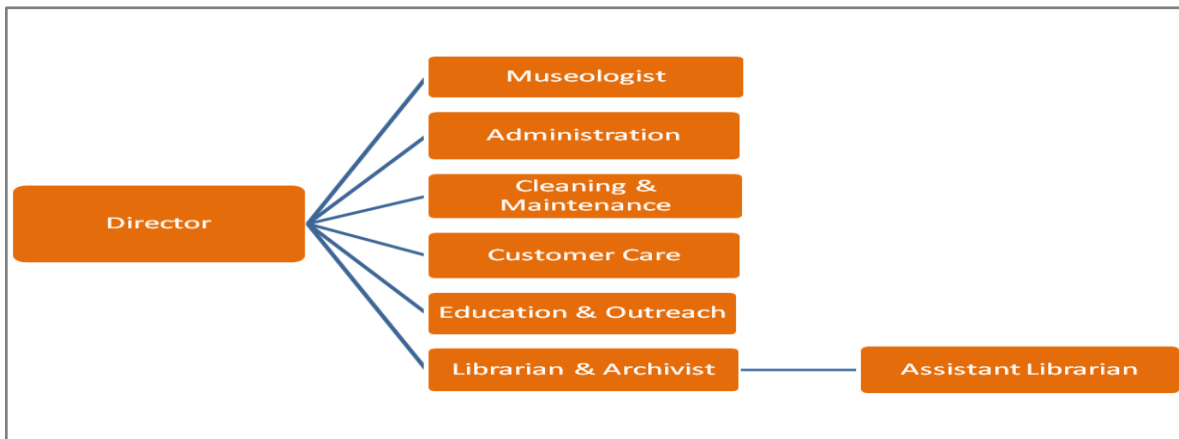 Museologist
Administration
Cleaning &
Maintenance
Director
Customer Care
Education & Outreach
Librarian & Archivist
Assistant Librarian